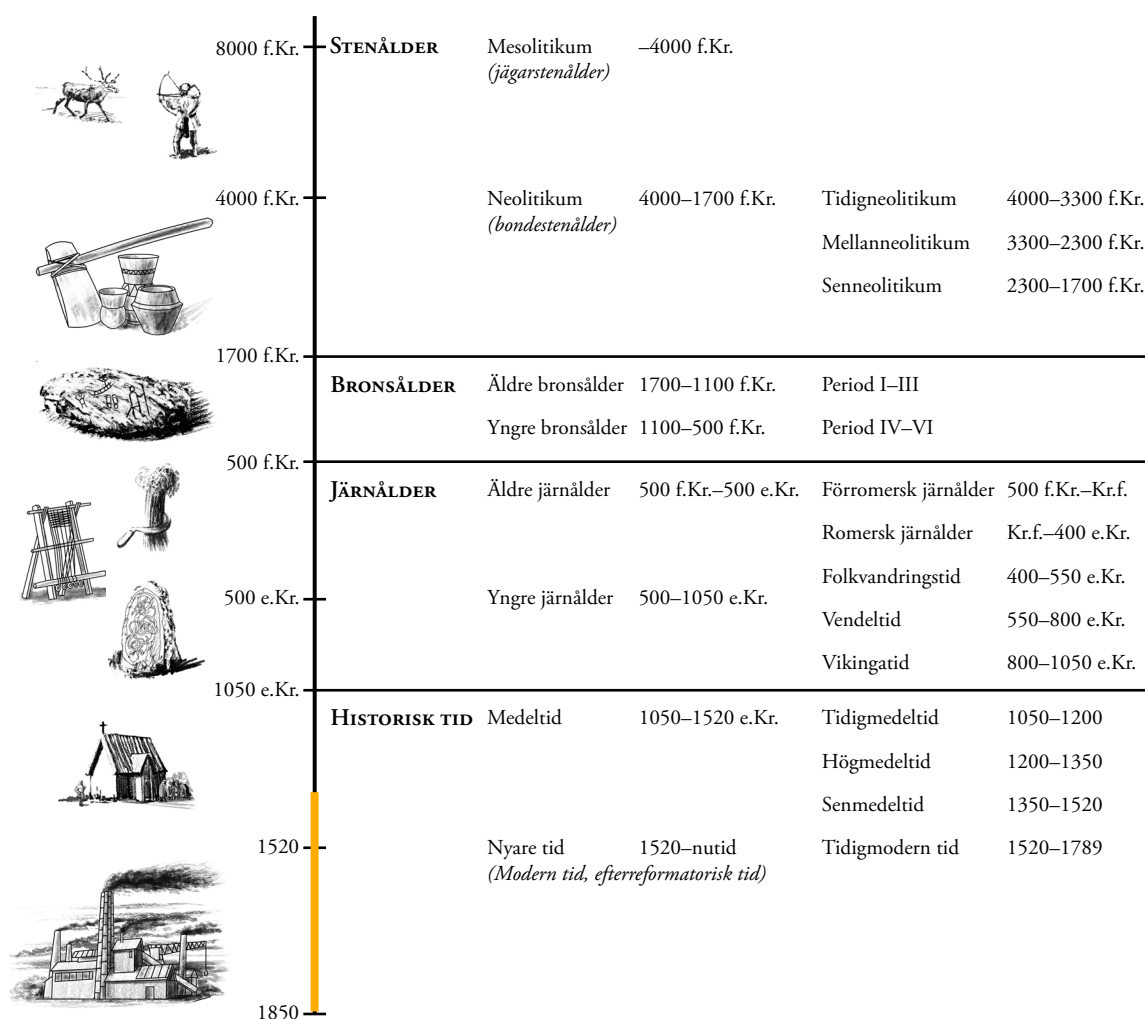 8000 f.Kr. STENÅLDER Mesolitikum –4000 f.Kr.
(jägarstenålder)
4000 f.Kr. Neolitikum 4000–1700 f.Kr. Tidigneolitikum 4000–3300 f.Kr.
(bondestenålder)
Mellanneolitikum 3300–2300 f.Kr.
Senneolitikum 2300–1700 f.Kr.
1700 f.Kr.
BRONSÅLDER Äldre bronsålder 1700–1100 f.Kr. Period I–III
Yngre bronsålder 1100–500 f.Kr. Period IV–VI
500 f.Kr.
JÄRNÅLDER Äldre järnålder 500 f.Kr.–500 e.Kr. Förromersk järnålder 500 f.Kr.–Kr.f.
Romersk järnålder Kr.f.–400 e.Kr.
Folkvandringstid 400–550 e.Kr.
500 e.Kr. Yngre järnålder 500–1050 e.Kr.
Vendeltid 550–800 e.Kr.
Vikingatid 800–1050 e.Kr.
1050 e.Kr.
HISTORISK TID Medeltid 1050–1520 e.Kr. Tidigmedeltid 1050–1200
Högmedeltid 1200–1350
Senmedeltid 1350–1520
1520 Nyare tid 1520–nutid Tidigmodern tid 1520–1789
(Modern tid, efterreformatorisk tid)
1850